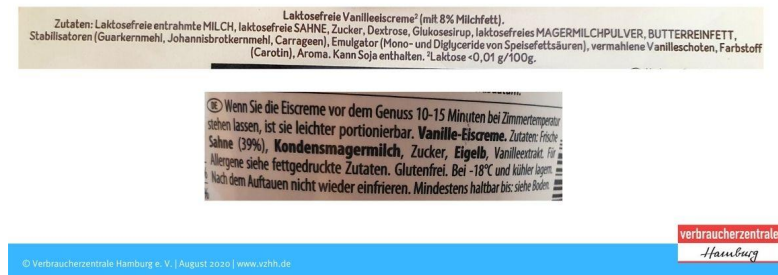 Laktosefreie Vanilleeiscreme² (mit 8% Milchfett).
Zutaten: Laktosefreie entrahmte MILCH, laktosefreie SAHNE, Zucker, Dextrose, Glukosesirup, laktosefreies MAGERMILCHPULVER, BUTTERREINFETT,
Stabilisatoren (Guarkernmehl, Johannisbrotkernmehl, Carrageen), Emulgator (Mono- und Diglyceride von Speisefettsäuren), vermahlene Vanilleschoten, Farbstoff
(Carotin), Aroma. Kann Soja enthalten. ²Laktose <0,01 g/100g.
DE Wenn Sie die Eiscreme vor dem Genuss 10-15 Minuten bei Zimmertemperatur
stehen lassen, ist sie leichter portionierbar. Vanille-Eiscreme. Zutaten: Frische
Sahne (39%), Kondensmagermilch, Zucker, Eigelb, Vanilleextrakt. Für
Allergene siehe fettgedruckte Zutaten. Glutenfrei. Bei -18°C und kühler lagern.
Nach dem Auftauen nicht wieder einfrieren. Mindestens haltbar bis: siehe Boden.
verbraucherzentrale
Hamburg
© Verbraucherzentrale Hamburg e. V. | August 2020 | www.vzhh.de